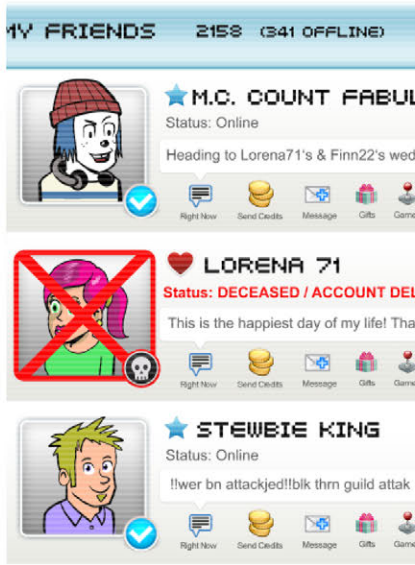 MY FRIENDS 2158 (341 OFFLINE)
M.C. COUNT FABUL
Status: Online
Heading to Lorena71's & Finn22's wed
Right Now Send Credits Message Gifts Game
LORENA 71
Status: DECEASED / ACCOUNT DEL
This is the happiest day of my life! Tha
Right Now Send Credits Message Gifts Game
STEWBIE KING
Status: Online
!!wer bn attackjed!!blk thrn guild attak
Right Now Send Credits Message Gifts Game